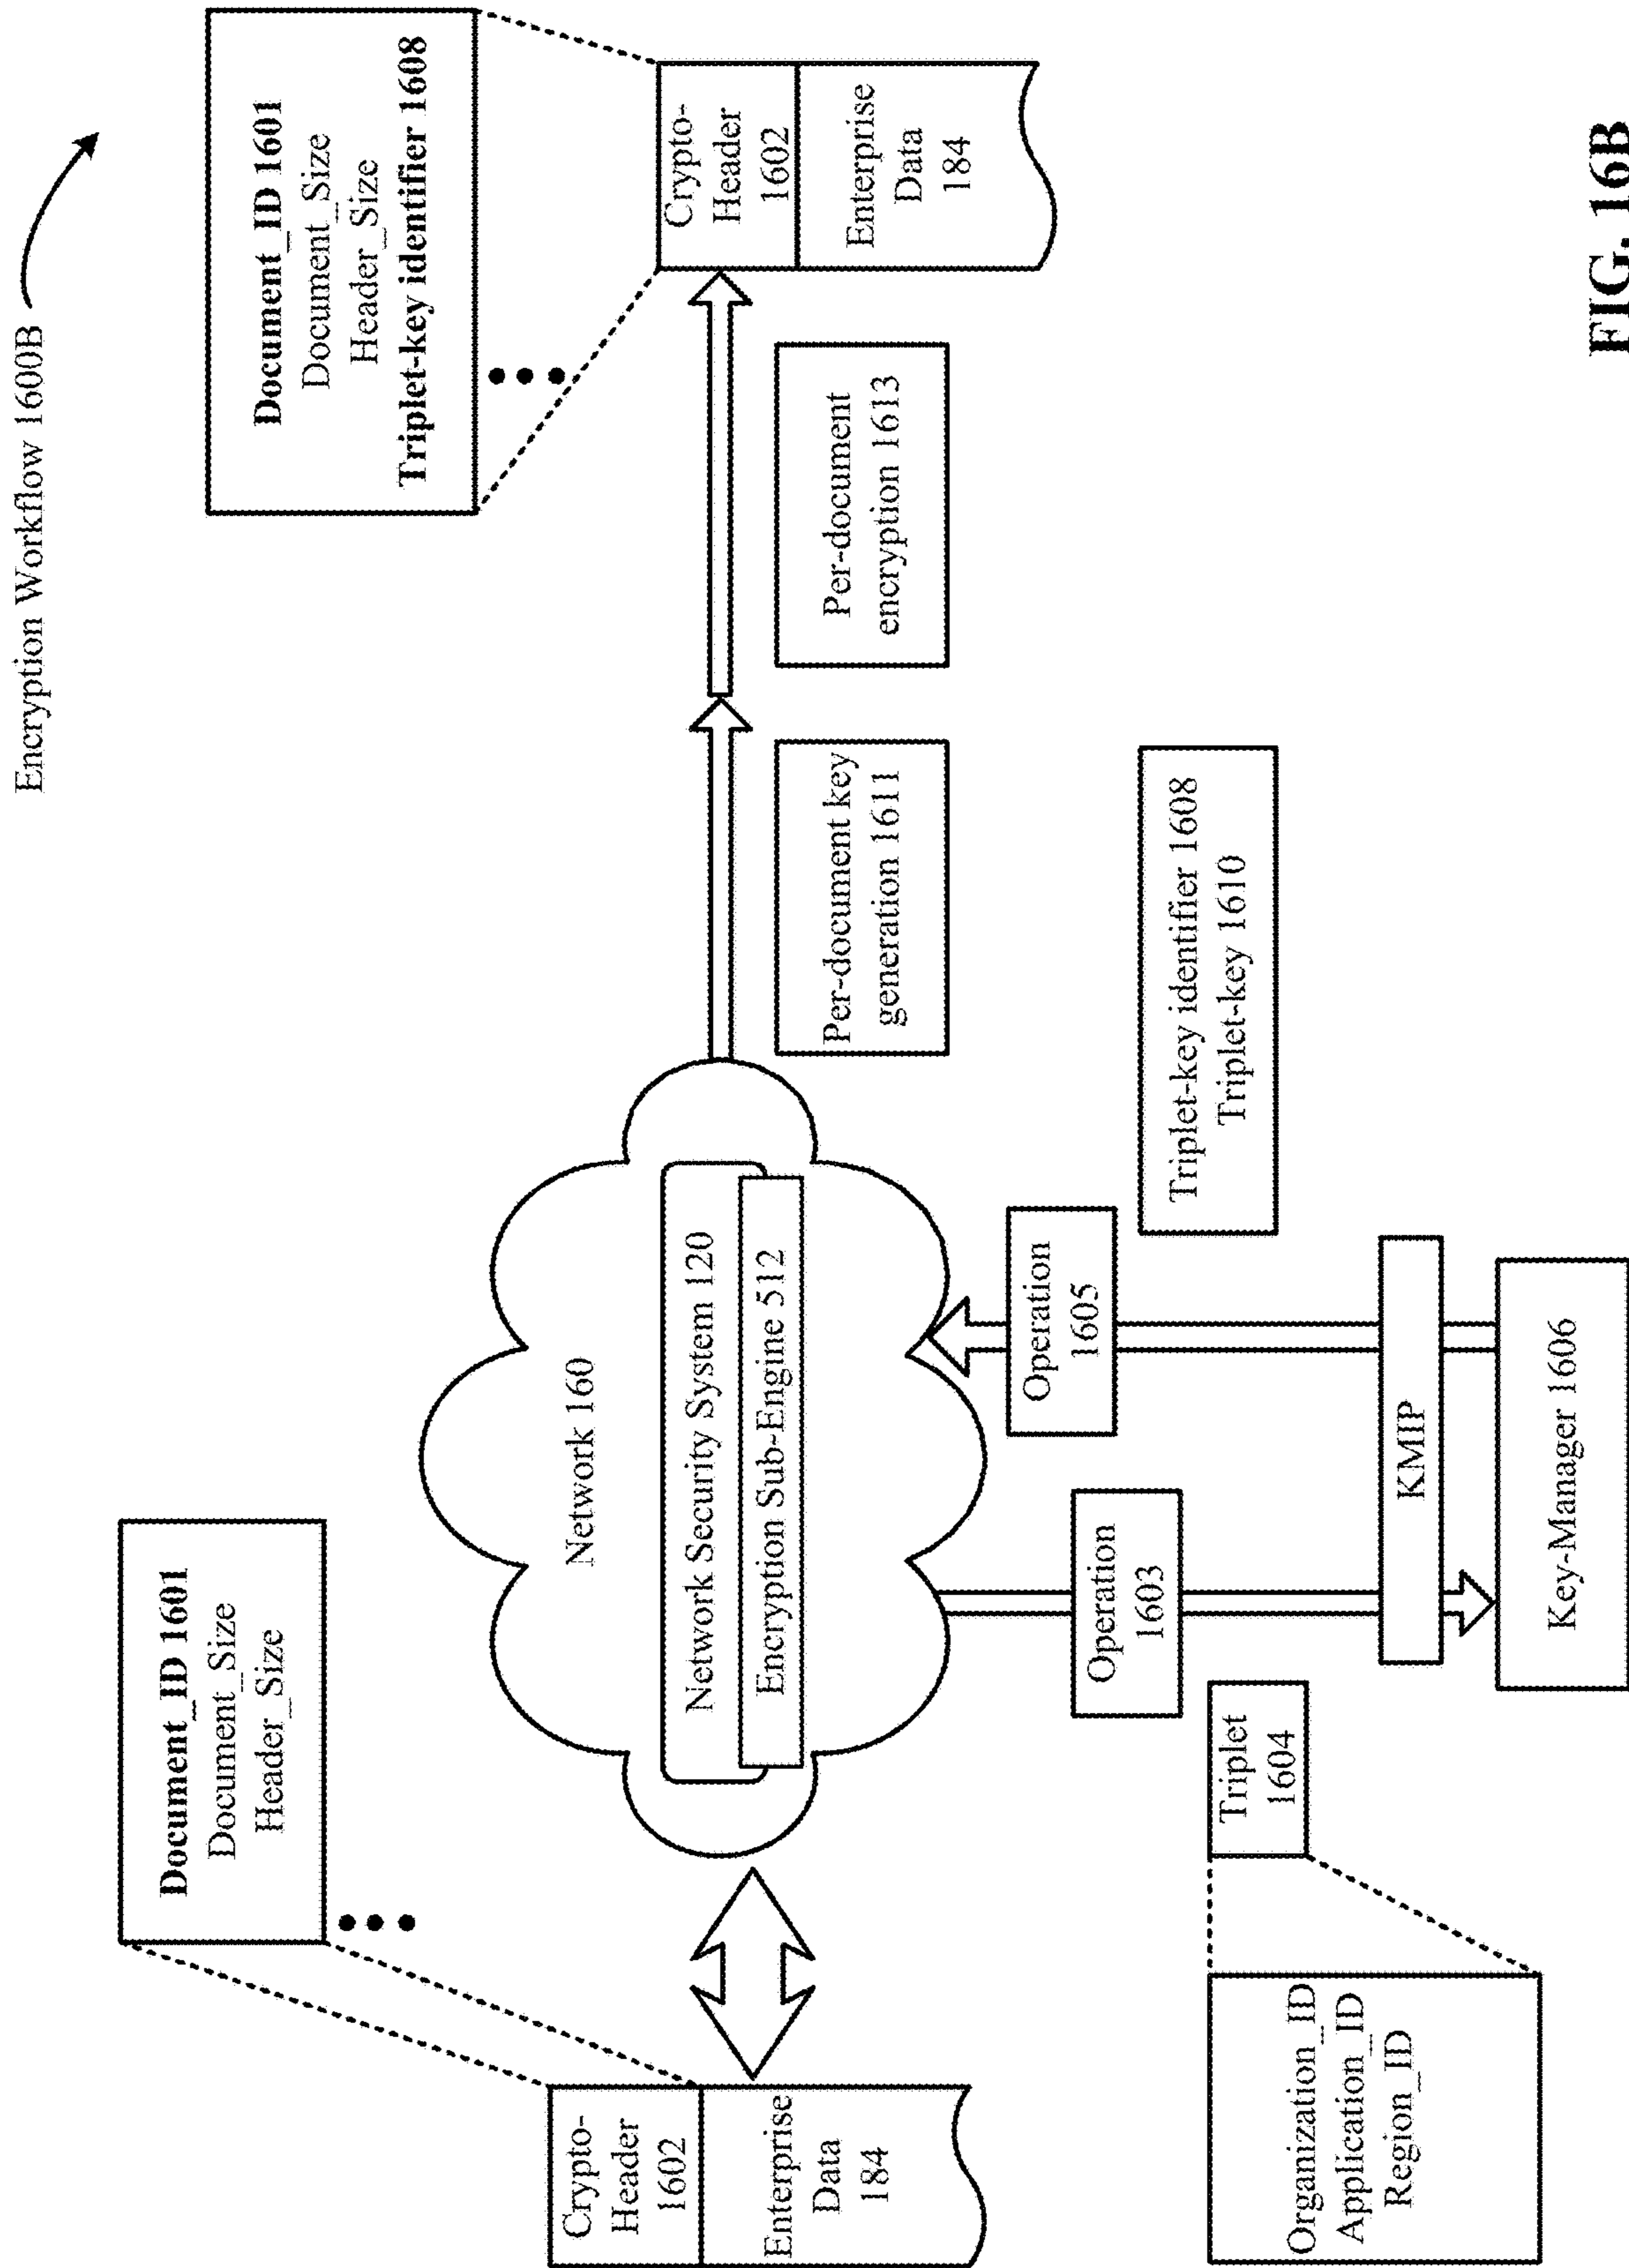 Encryption Workflow 1600B
Document_ID 1601
Document_Size
Header_Size
Document_ID 1601
Document_Size
Header_Size
Triplet-key identifier 1608
Crypto-
Header
1602
Enterprise
Data
184
Network 160
Network Security System 120
Encryption Sub-Engine 512
Per-document key
generation 1611
Per-document
encryption 1613
Crypto-
Header
1602
Enterprise
Data
184
Organization_ID
Application_ID
Region_ID
Triplet
1604
Operation
1603
Operation
1605
Triplet-key identifier 1608
Triplet-key 1610
KMIP
Key-Manager 1606
FIG. 16B